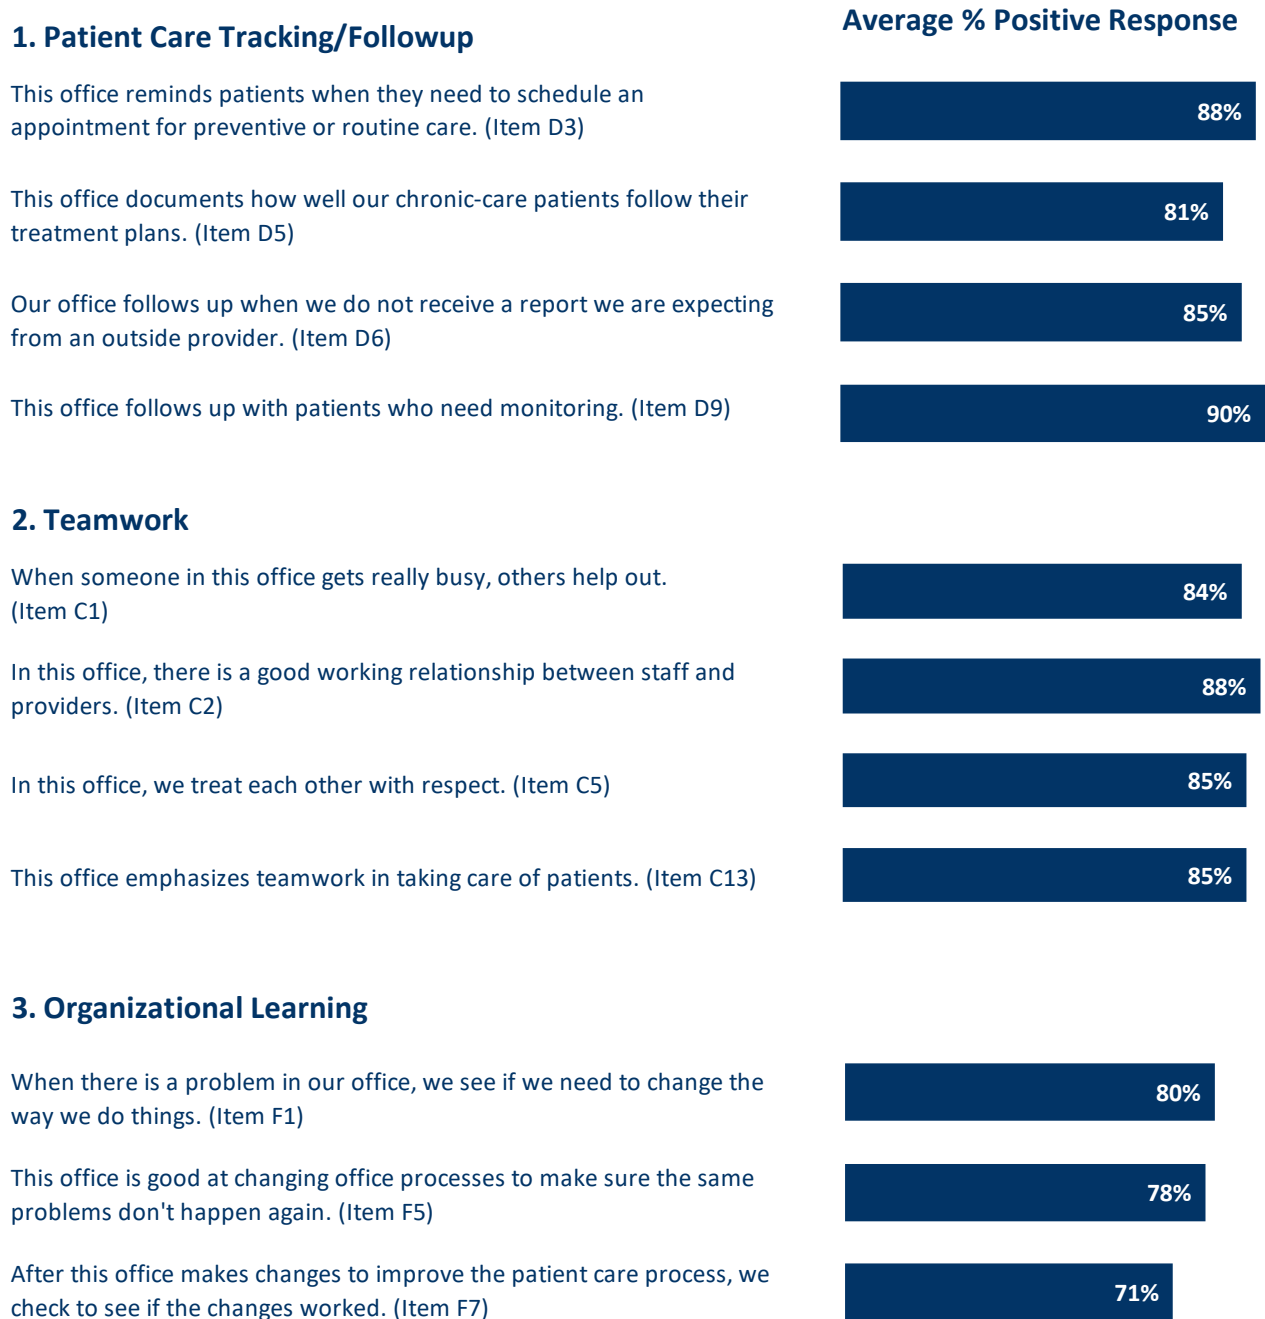 Average % Positive Response
1. Patient Care Tracking/Followup
This office reminds patients when they need to schedule an
appointment for preventive or routine care. (Item D3)
88%
This office documents how well our chronic-care patients follow their
treatment plans. (Item D5)
81%
Our office follows up when we do not receive a report we are expecting
from an outside provider. (Item D6)
85%
This office follows up with patients who need monitoring. (Item D9)
90%
2. Teamwork
When someone in this office gets really busy, others help out.
(Item C1)
84%
In this office, there is a good working relationship between staff and
providers. (Item C2)
88%
In this office, we treat each other with respect. (Item C5)
85%
This office emphasizes teamwork in taking care of patients. (Item C13)
85%
3. Organizational Learning
When there is a problem in our office, we see if we need to change the
way we do things. (Item F1)
80%
This office is good at changing office processes to make sure the same
problems don't happen again. (Item F5)
78%
After this office makes changes to improve the patient care process, we
check to see if the changes worked. (Item F7)
71%